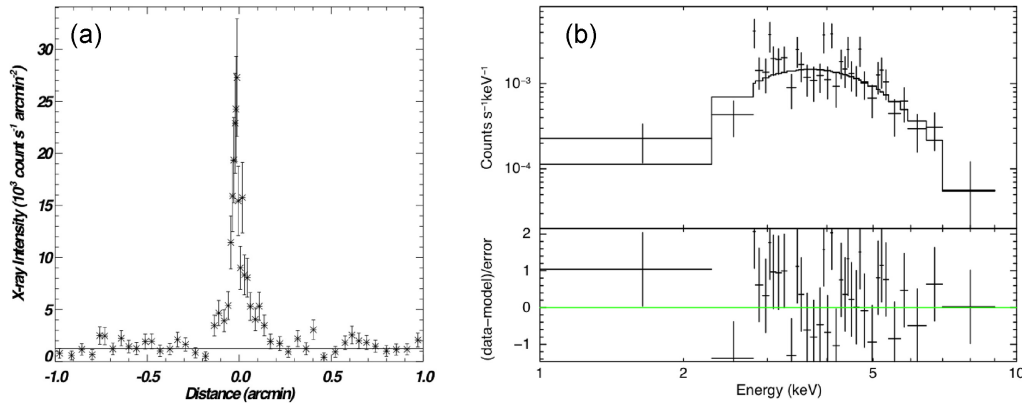 (a)
X-ray Intensity (10³ count s⁻¹ arcmin⁻²)
30
25
20
15
10
5
0
-1.0 -0.5 0.0 0.5 1.0
Distance (arcmin)
(b)
Counts s⁻¹keV⁻¹
10⁻³
10⁻⁴
(data−model)/error
2
1
0
−1
1 2 5 10
Energy (keV)